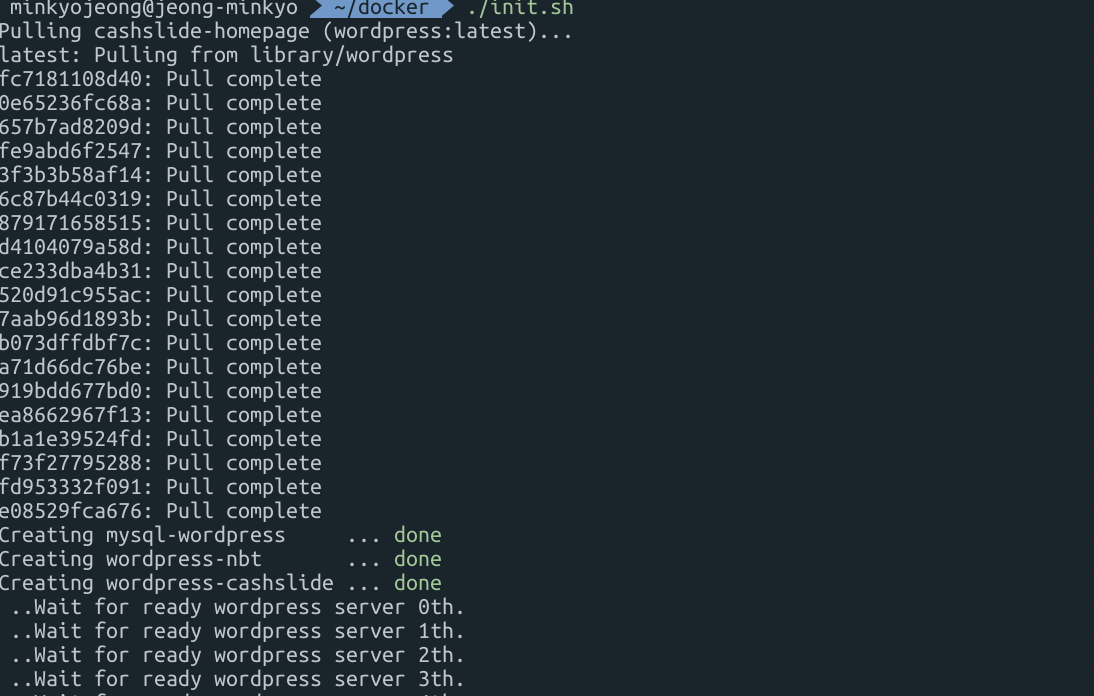 minkyojeong@jeong-minkyo ~/docker ./init.sh
Pulling cashslide-homepage (wordpress:latest)...
latest: Pulling from library/wordpress
fc7181108d40: Pull complete
0e65236fc68a: Pull complete
657b7ad8209d: Pull complete
fe9abd6f2547: Pull complete
3f3b3b58af14: Pull complete
6c87b44c0319: Pull complete
879171658515: Pull complete
d4104079a58d: Pull complete
ce233dba4b31: Pull complete
520d91c955ac: Pull complete
7aab96d1893b: Pull complete
b073dffdbf7c: Pull complete
a71d66dc76be: Pull complete
919bdd677bd0: Pull complete
ea8662967f13: Pull complete
b1a1e39524fd: Pull complete
f73f27795288: Pull complete
fd953332f091: Pull complete
e08529fca676: Pull complete
Creating mysql-wordpress ... done
Creating wordpress-nbt ... done
Creating wordpress-cashslide ... done
..Wait for ready wordpress server 0th.
..Wait for ready wordpress server 1th.
..Wait for ready wordpress server 2th.
..Wait for ready wordpress server 3th.